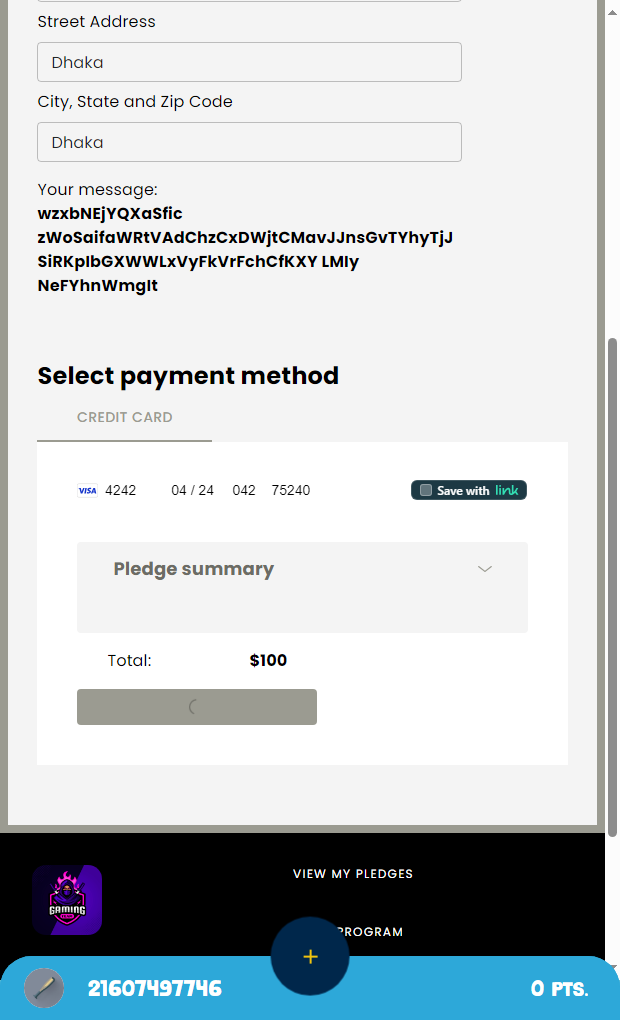 Street Address
Dhaka
City, State and Zip Code
Dhaka
Your message:
wzxbNEjYQXaSfic
zWoSaifaWRtVAdChzCxDWjtCMavJJnsGvTYhyTjJ
SiRKpIbGXWWLxVyFkVrFchCfKXY LMIy
NeFYhnWmgIt
Select payment method
CREDIT CARD
VISA 4242 04 / 24 042 75240 Save with link
Pledge summary
Total: $100
VIEW MY PLEDGES
GAMING
PROGRAM
+
21607497746 0 PTS.